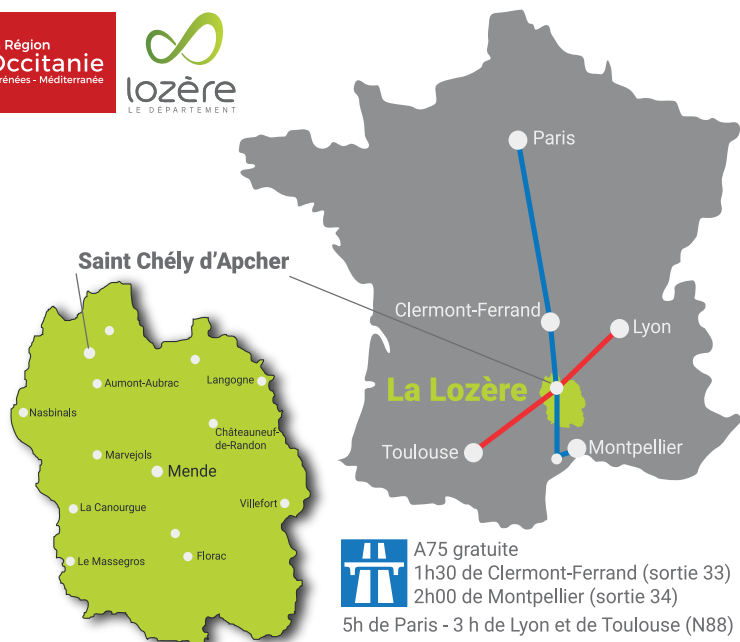 Région
Occitanie
Pyrénées - Méditerranée
lozère
LE DÉPARTEMENT
Paris
Saint Chély d’Apcher
Clermont-Ferrand
Lyon
La Lozère
Toulouse
Montpellier
Aumont-Aubrac
Langogne
Nasbinals
Châteauneuf-
de-Randon
Marvejols
Mende
La Canourgue
Villefort
Le Massegros
Florac
A75 gratuite
1h30 de Clermont-Ferrand (sortie 33)
2h00 de Montpellier (sortie 34)
5h de Paris - 3 h de Lyon et de Toulouse (N88)